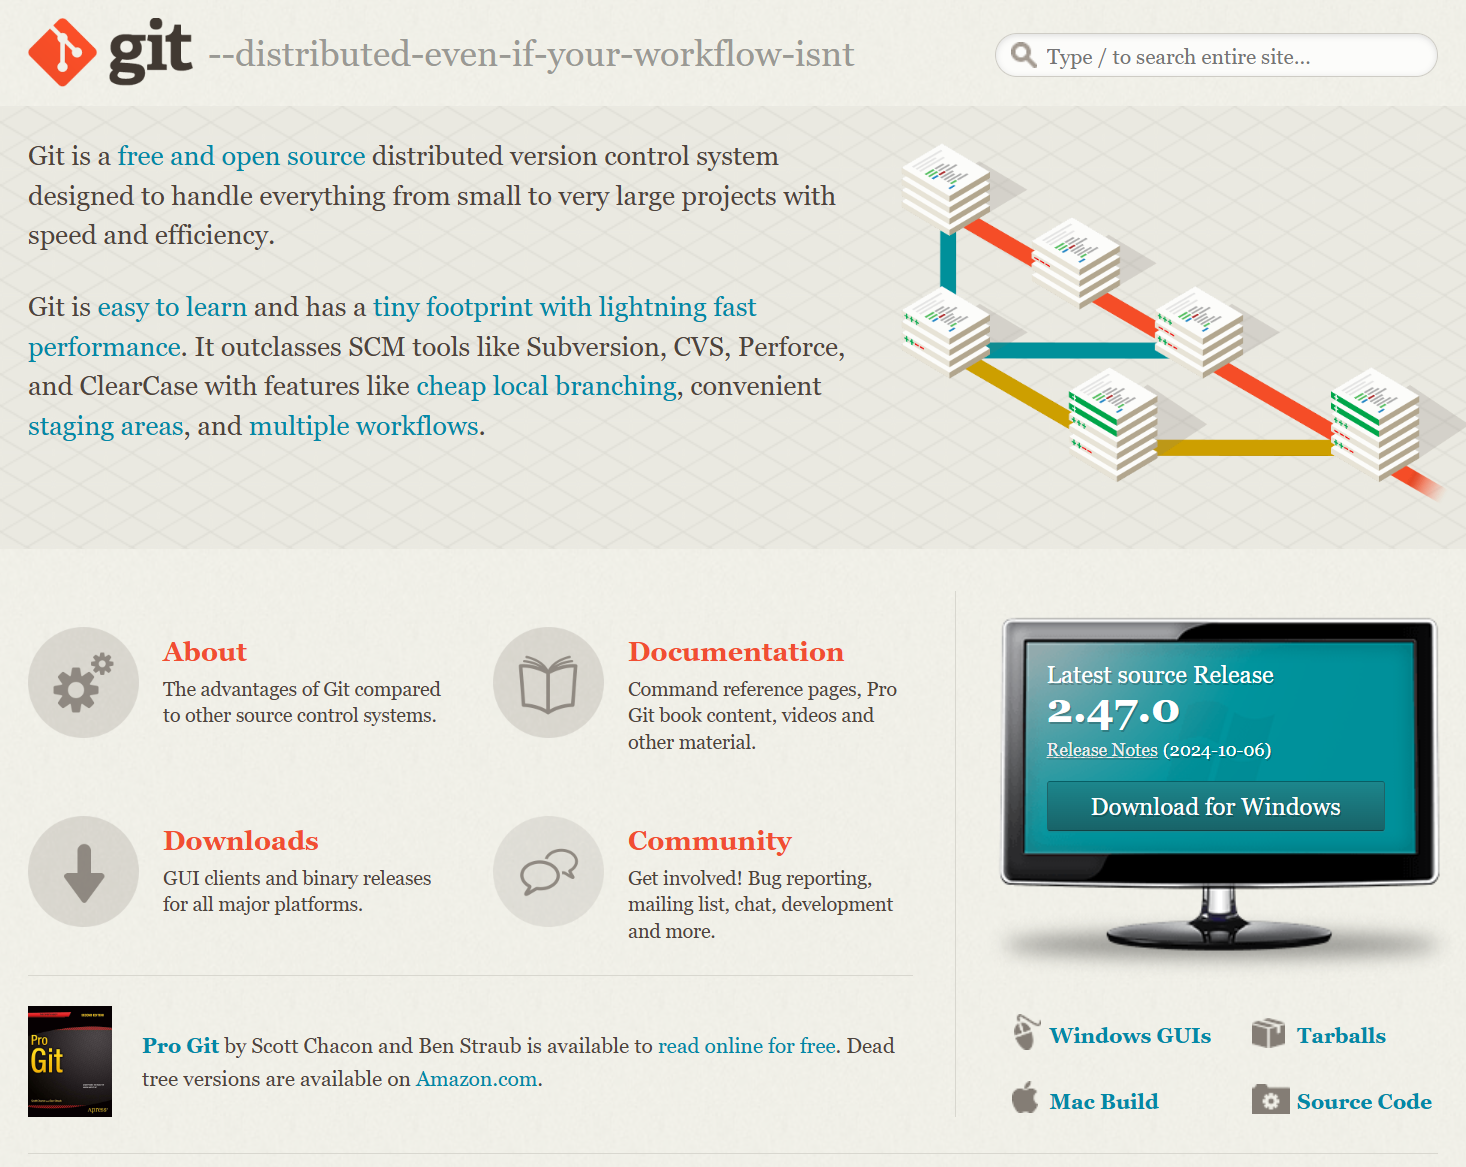 git --distributed-even-if-your-workflow-isnt
Type / to search entire site...
Git is a free and open source distributed version control system
designed to handle everything from small to very large projects with
speed and efficiency.
Git is easy to learn and has a tiny footprint with lightning fast
performance. It outclasses SCM tools like Subversion, CVS, Perforce,
and ClearCase with features like cheap local branching, convenient
staging areas, and multiple workflows.
About
The advantages of Git compared
to other source control systems.
Documentation
Command reference pages, Pro
Git book content, videos and
other material.
Downloads
GUI clients and binary releases
for all major platforms.
Community
Get involved! Bug reporting,
mailing list, chat, development
and more.
Pro
Git
Apress
Pro Git by Scott Chacon and Ben Straub is available to read online for free. Dead
tree versions are available on Amazon.com.
Latest source Release
2.47.0
Release Notes (2024-10-06)
Download for Windows
Windows GUIs
Tarballs
Mac Build
Source Code